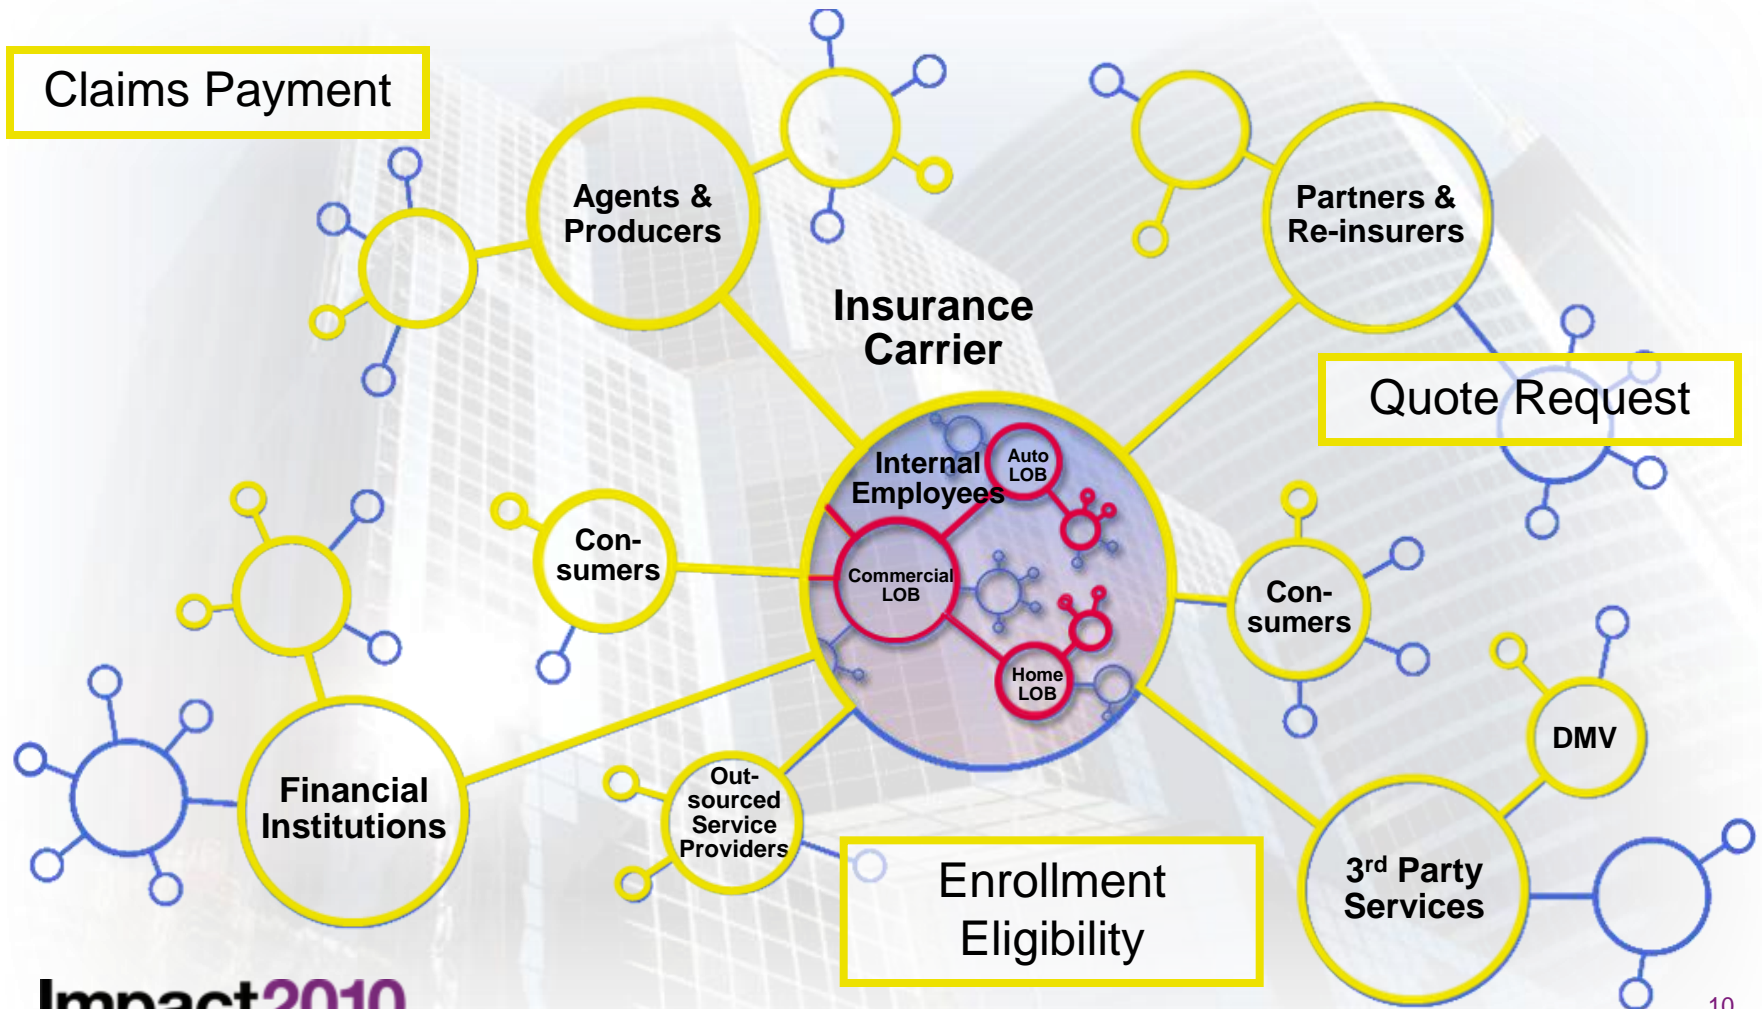 Claims Payment
Agents &
Producers
Partners &
Re-insurers
Insurance
Carrier
Quote Request
Internal
Employees
Auto
LOB
Con-
sumers
Commercial
LOB
Con-
sumers
Home
LOB
DMV
Financial
Institutions
Out-
sourced
Service
Providers
Enrollment
Eligibility
3rd Party
Services
Impact2010
10